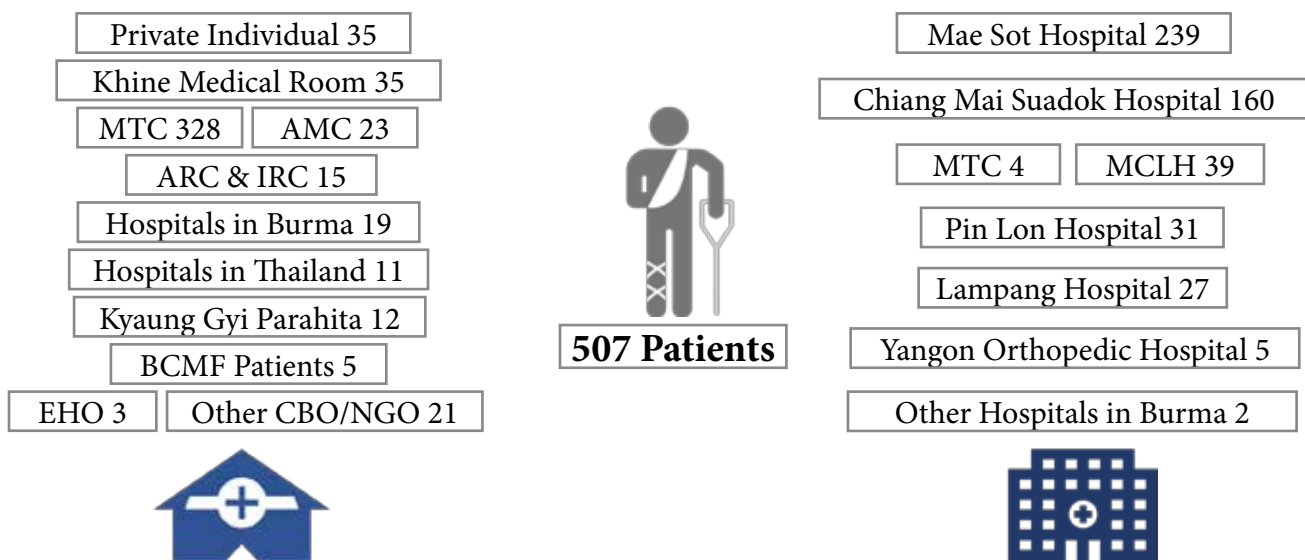 Private Individual 35
Khine Medical Room 35
MTC 328 AMC 23
ARC & IRC 15
Hospitals in Burma 19
Hospitals in Thailand 11
Kyaung Gyi Parahita 12
BCMF Patients 5
EHO 3 Other CBO/NGO 21
507 Patients
Mae Sot Hospital 239
Chiang Mai Suadok Hospital 160
MTC 4 MCLH 39
Pin Lon Hospital 31
Lampang Hospital 27
Yangon Orthopedic Hospital 5
Other Hospitals in Burma 2